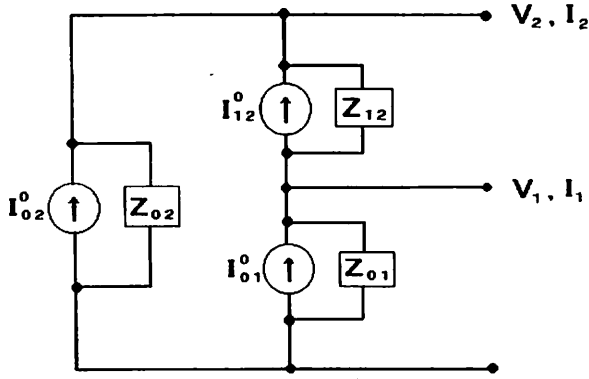 V₂, I₂
I⁰₁₂ Z₁₂
I⁰₀₂ Z₀₂
V₁, I₁
I⁰₀₁ Z₀₁